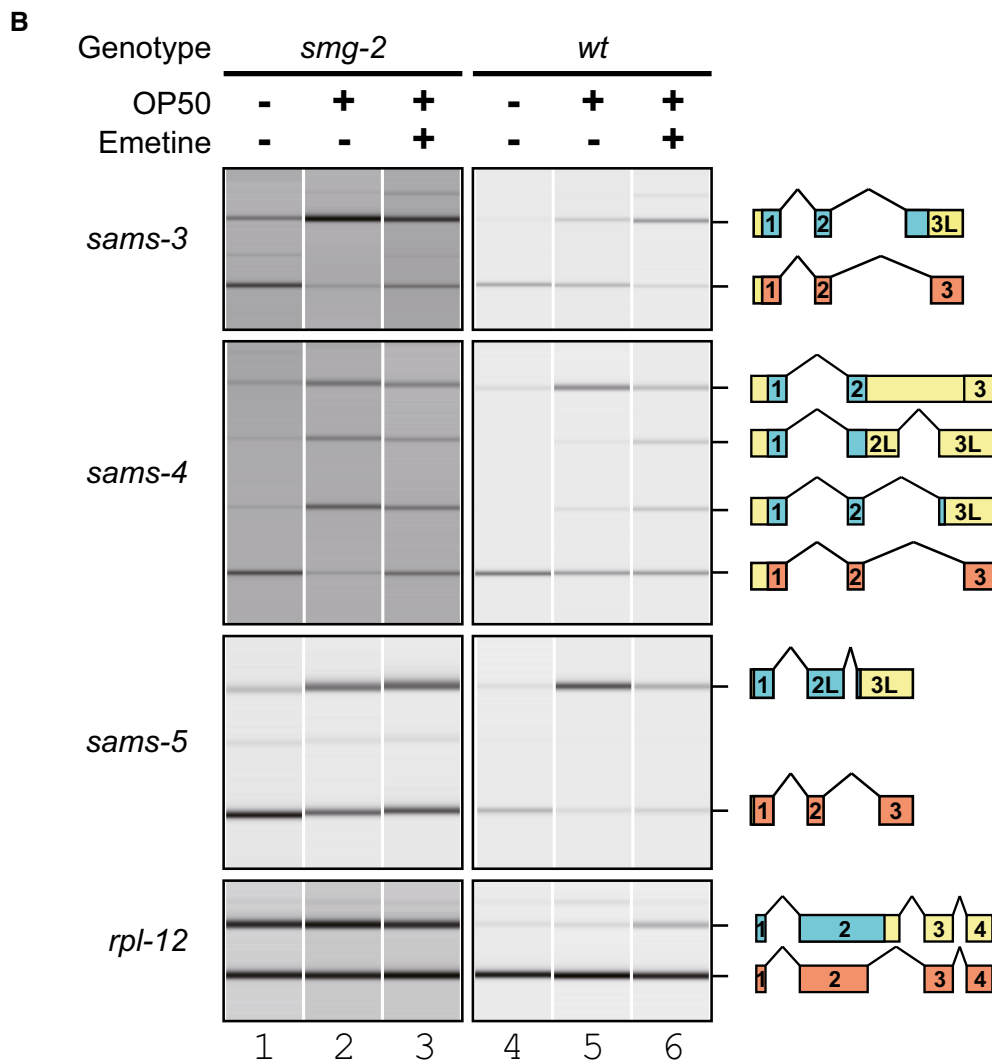 B
Genotype smg-2 wt
OP50 - + + - + +
Emetine - - + - - +
sams-3
1 2 3L
1 2 3
sams-4
1 2 3
1 2L 3L
1 2 3L
1 2 3
sams-5
1 2L 3L
1 2 3
rpl-12
1 2 3 4
1 2 3 4
1 2 3 4 5 6